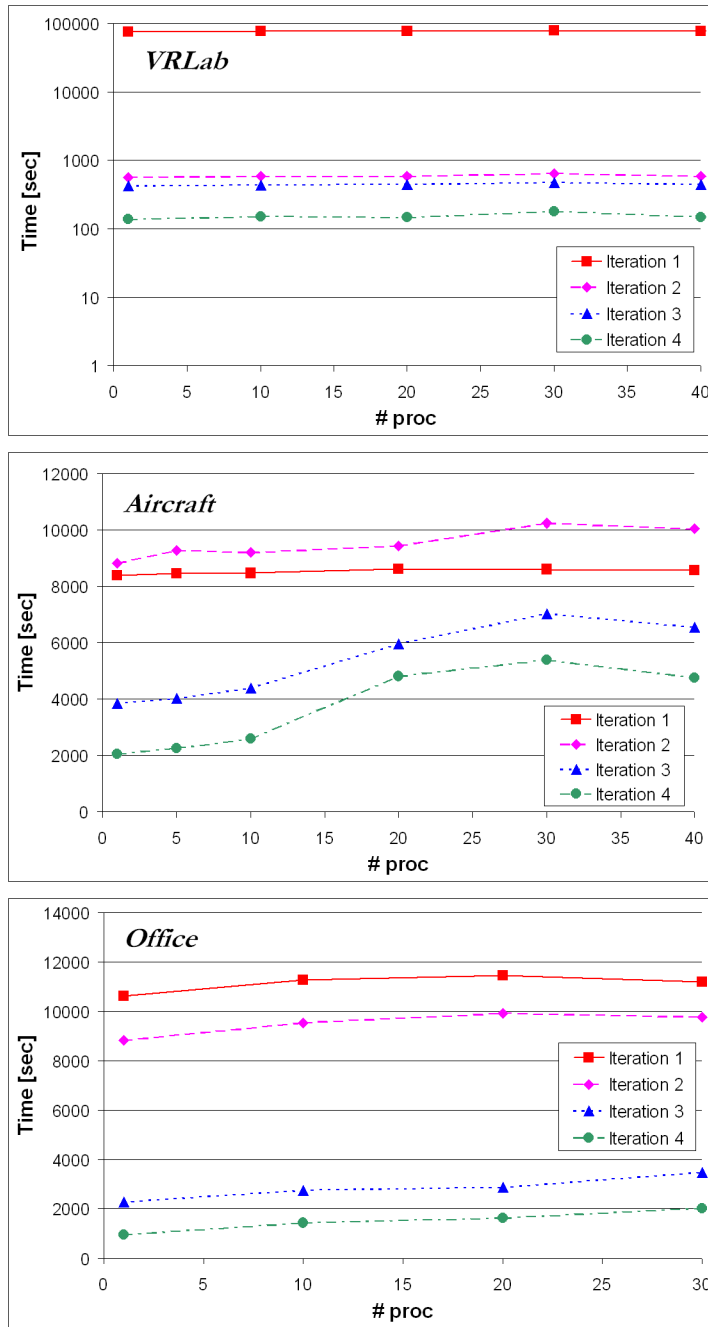 VRLab
100000
10000
1000
100
10
1
Time [sec]
Iteration 1
Iteration 2
Iteration 3
Iteration 4
0 5 10 15 20 25 30 35 40
# proc
Aircraft
12000
10000
8000
6000
4000
2000
0
Time [sec]
Iteration 1
Iteration 2
Iteration 3
Iteration 4
0 5 10 15 20 25 30 35 40
# proc
Office
14000
12000
10000
8000
6000
4000
2000
0
Time [sec]
Iteration 1
Iteration 2
Iteration 3
Iteration 4
0 5 10 15 20 25 30
# proc